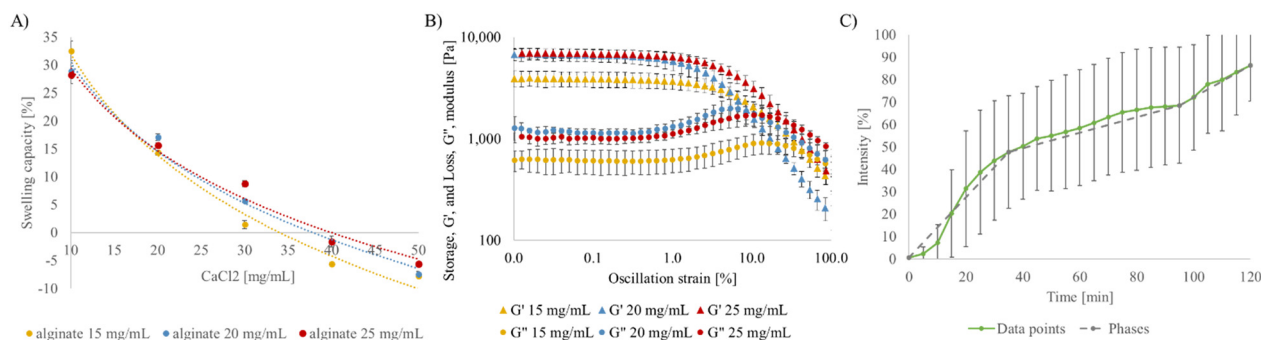 A)
Swelling capacity [%]
35
30
25
20
15
10
5
0
-5
-10
10 15 20 25 30 35 40 45 50
CaCl2 [mg/mL]
alginate 15 mg/mL alginate 20 mg/mL alginate 25 mg/mL
B)
Storage, G', and Loss, G", modulus [Pa]
10,000
1,000
100
0.0 0.1 1.0 10.0 100.0
Oscillation strain [%]
G' 15 mg/mL G' 20 mg/mL G' 25 mg/mL
G" 15 mg/mL G" 20 mg/mL G" 25 mg/mL
C)
Intensity [%]
100
90
80
70
60
50
40
30
20
10
0
0 20 40 60 80 100 120
Time [min]
Data points Phases